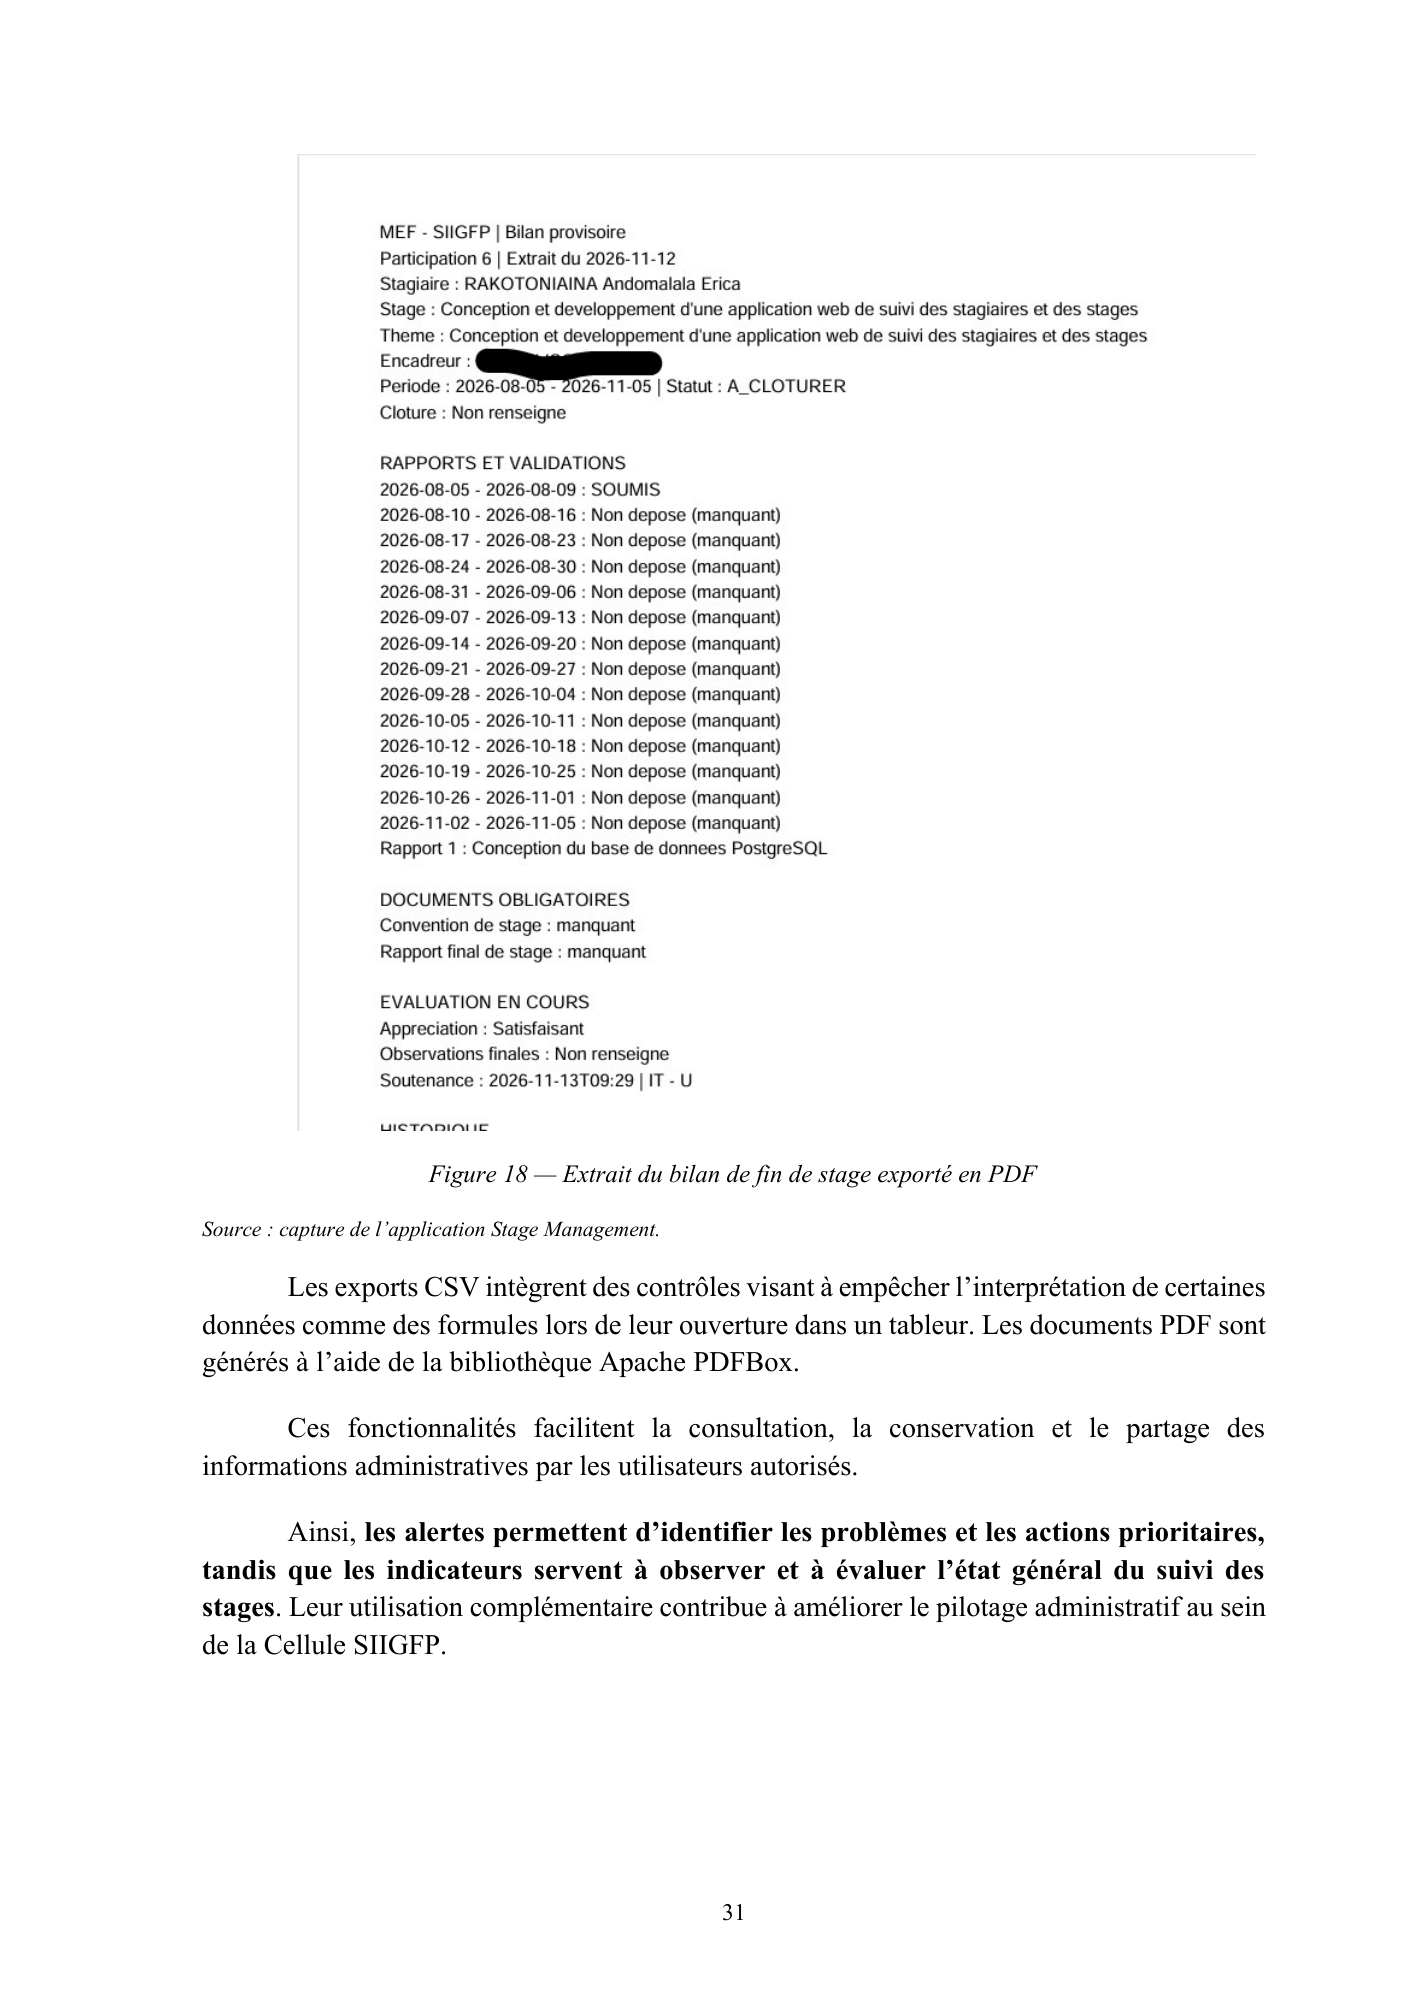 MEF - SIIGFP | Bilan provisoire
Participation 6 | Extrait du 2026-11-12
Stagiaire : RAKOTONIAINA Andomalala Erica
Stage : Conception et developpement d'une application web de suivi des stagiaires et des stages
Theme : Conception et developpement d'une application web de suivi des stagiaires et des stages
Encadreur :
Periode : 2026-08-05 - 2026-11-05 | Statut : A_CLOTURER
Cloture : Non renseigne
RAPPORTS ET VALIDATIONS
2026-08-05 - 2026-08-09 : SOUMIS
2026-08-10 - 2026-08-16 : Non depose (manquant)
2026-08-17 - 2026-08-23 : Non depose (manquant)
2026-08-24 - 2026-08-30 : Non depose (manquant)
2026-08-31 - 2026-09-06 : Non depose (manquant)
2026-09-07 - 2026-09-13 : Non depose (manquant)
2026-09-14 - 2026-09-20 : Non depose (manquant)
2026-09-21 - 2026-09-27 : Non depose (manquant)
2026-09-28 - 2026-10-04 : Non depose (manquant)
2026-10-05 - 2026-10-11 : Non depose (manquant)
2026-10-12 - 2026-10-18 : Non depose (manquant)
2026-10-19 - 2026-10-25 : Non depose (manquant)
2026-10-26 - 2026-11-01 : Non depose (manquant)
2026-11-02 - 2026-11-05 : Non depose (manquant)
Rapport 1 : Conception du base de donnees PostgreSQL
DOCUMENTS OBLIGATOIRES
Convention de stage : manquant
Rapport final de stage : manquant
EVALUATION EN COURS
Appreciation : Satisfaisant
Observations finales : Non renseigne
Soutenance : 2026-11-13T09:29 | IT - U
HISTORIQUE
Figure 18 — Extrait du bilan de fin de stage exporté en PDF
Source : capture de l’application Stage Management.
Les exports CSV intègrent des contrôles visant à empêcher l’interprétation de certaines
données comme des formules lors de leur ouverture dans un tableur. Les documents PDF sont
générés à l’aide de la bibliothèque Apache PDFBox.
Ces fonctionnalités facilitent la consultation, la conservation et le partage des
informations administratives par les utilisateurs autorisés.
Ainsi, les alertes permettent d’identifier les problèmes et les actions prioritaires,
tandis que les indicateurs servent à observer et à évaluer l’état général du suivi des
stages. Leur utilisation complémentaire contribue à améliorer le pilotage administratif au sein
de la Cellule SIIGFP.
31